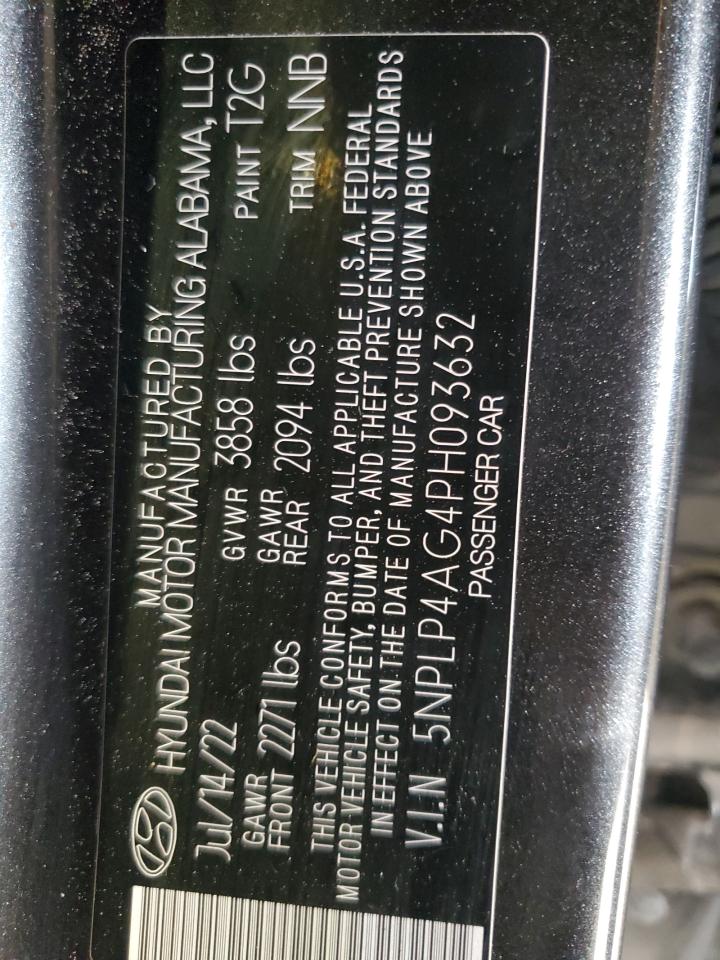 MANUFACTURED BY
HYUNDAI MOTOR MANUFACTURING ALABAMA, LLC
Jul/14/22 GVWR 3858 lbs PAINT T2G
GAWR FRONT 2271 lbs GAWR REAR 2094 lbs TRIM NNB
THIS VEHICLE CONFORMS TO ALL APPLICABLE U.S.A. FEDERAL
MOTOR VEHICLE SAFETY, BUMPER, AND THEFT PREVENTION STANDARDS
IN EFFECT ON THE DATE OF MANUFACTURE SHOWN ABOVE
V.I.N 5NPLP4AG4PH093632
PASSENGER CAR